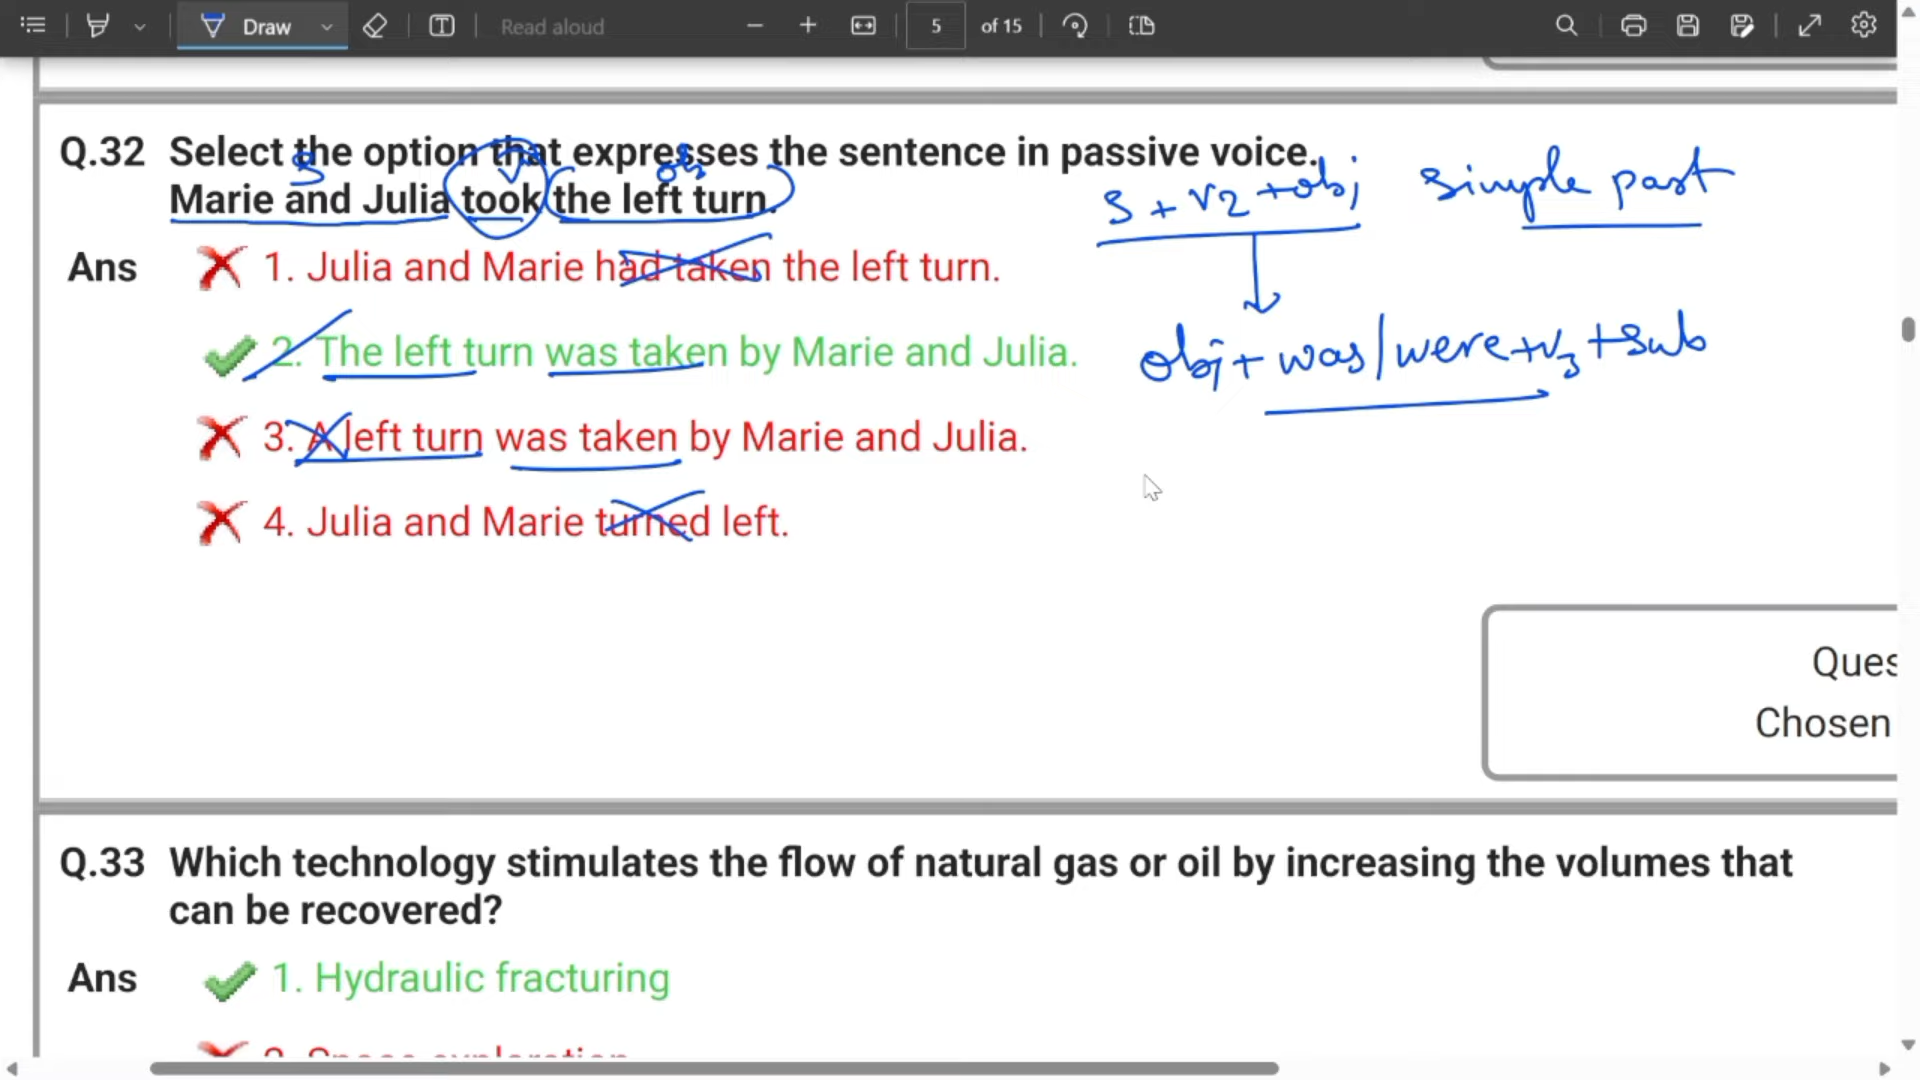 Draw
Read aloud
5 of 15
Q.32 Select the option that expresses the sentence in passive voice.
Marie and Julia took the left turn.
S
V
obj
S + V2 + obj
simple past
Ans
1. Julia and Marie had taken the left turn.
2. The left turn was taken by Marie and Julia.
obj + was/were + V3 + sub
3. A left turn was taken by Marie and Julia.
4. Julia and Marie turned left.
Ques
Chosen
Q.33 Which technology stimulates the flow of natural gas or oil by increasing the volumes that
can be recovered?
Ans
1. Hydraulic fracturing
2. Space exploration